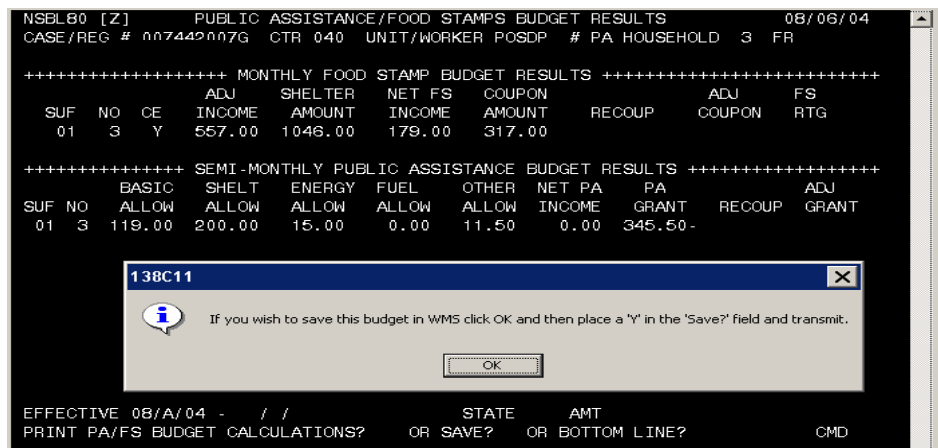 NSBL80 [Z] PUBLIC ASSISTANCE/FOOD STAMPS BUDGET RESULTS 08/06/04
CASE/REG # 007442007G CTR 040 UNIT/WORKER POSDP # PA HOUSEHOLD 3 FR
+++++++++++++++++++ MONTHLY FOOD STAMP BUDGET RESULTS ++++++++++++++++++++++++++
ADJ SHELTER NET FS COUPON ADJ FS
SUF NO CE INCOME AMOUNT INCOME AMOUNT RECOUP COUPON RTG
01 3 Y 557.00 1046.00 179.00 317.00
+++++++++++++++ SEMI-MONTHLY PUBLIC ASSISTANCE BUDGET RESULTS ++++++++++++++++++
BASIC SHELT ENERGY FUEL OTHER NET PA PA ADJ
SUF NO ALLOW ALLOW ALLOW ALLOW ALLOW INCOME GRANT RECOUP GRANT
01 3 119.00 200.00 15.00 0.00 11.50 0.00 345.50-
138C11
If you wish to save this budget in WMS click OK and then place a 'Y' in the 'Save?' field and transmit.
OK
EFFECTIVE 08/A/04 - / / STATE AMT
PRINT PA/FS BUDGET CALCULATIONS? OR SAVE? OR BOTTOM LINE? CMD